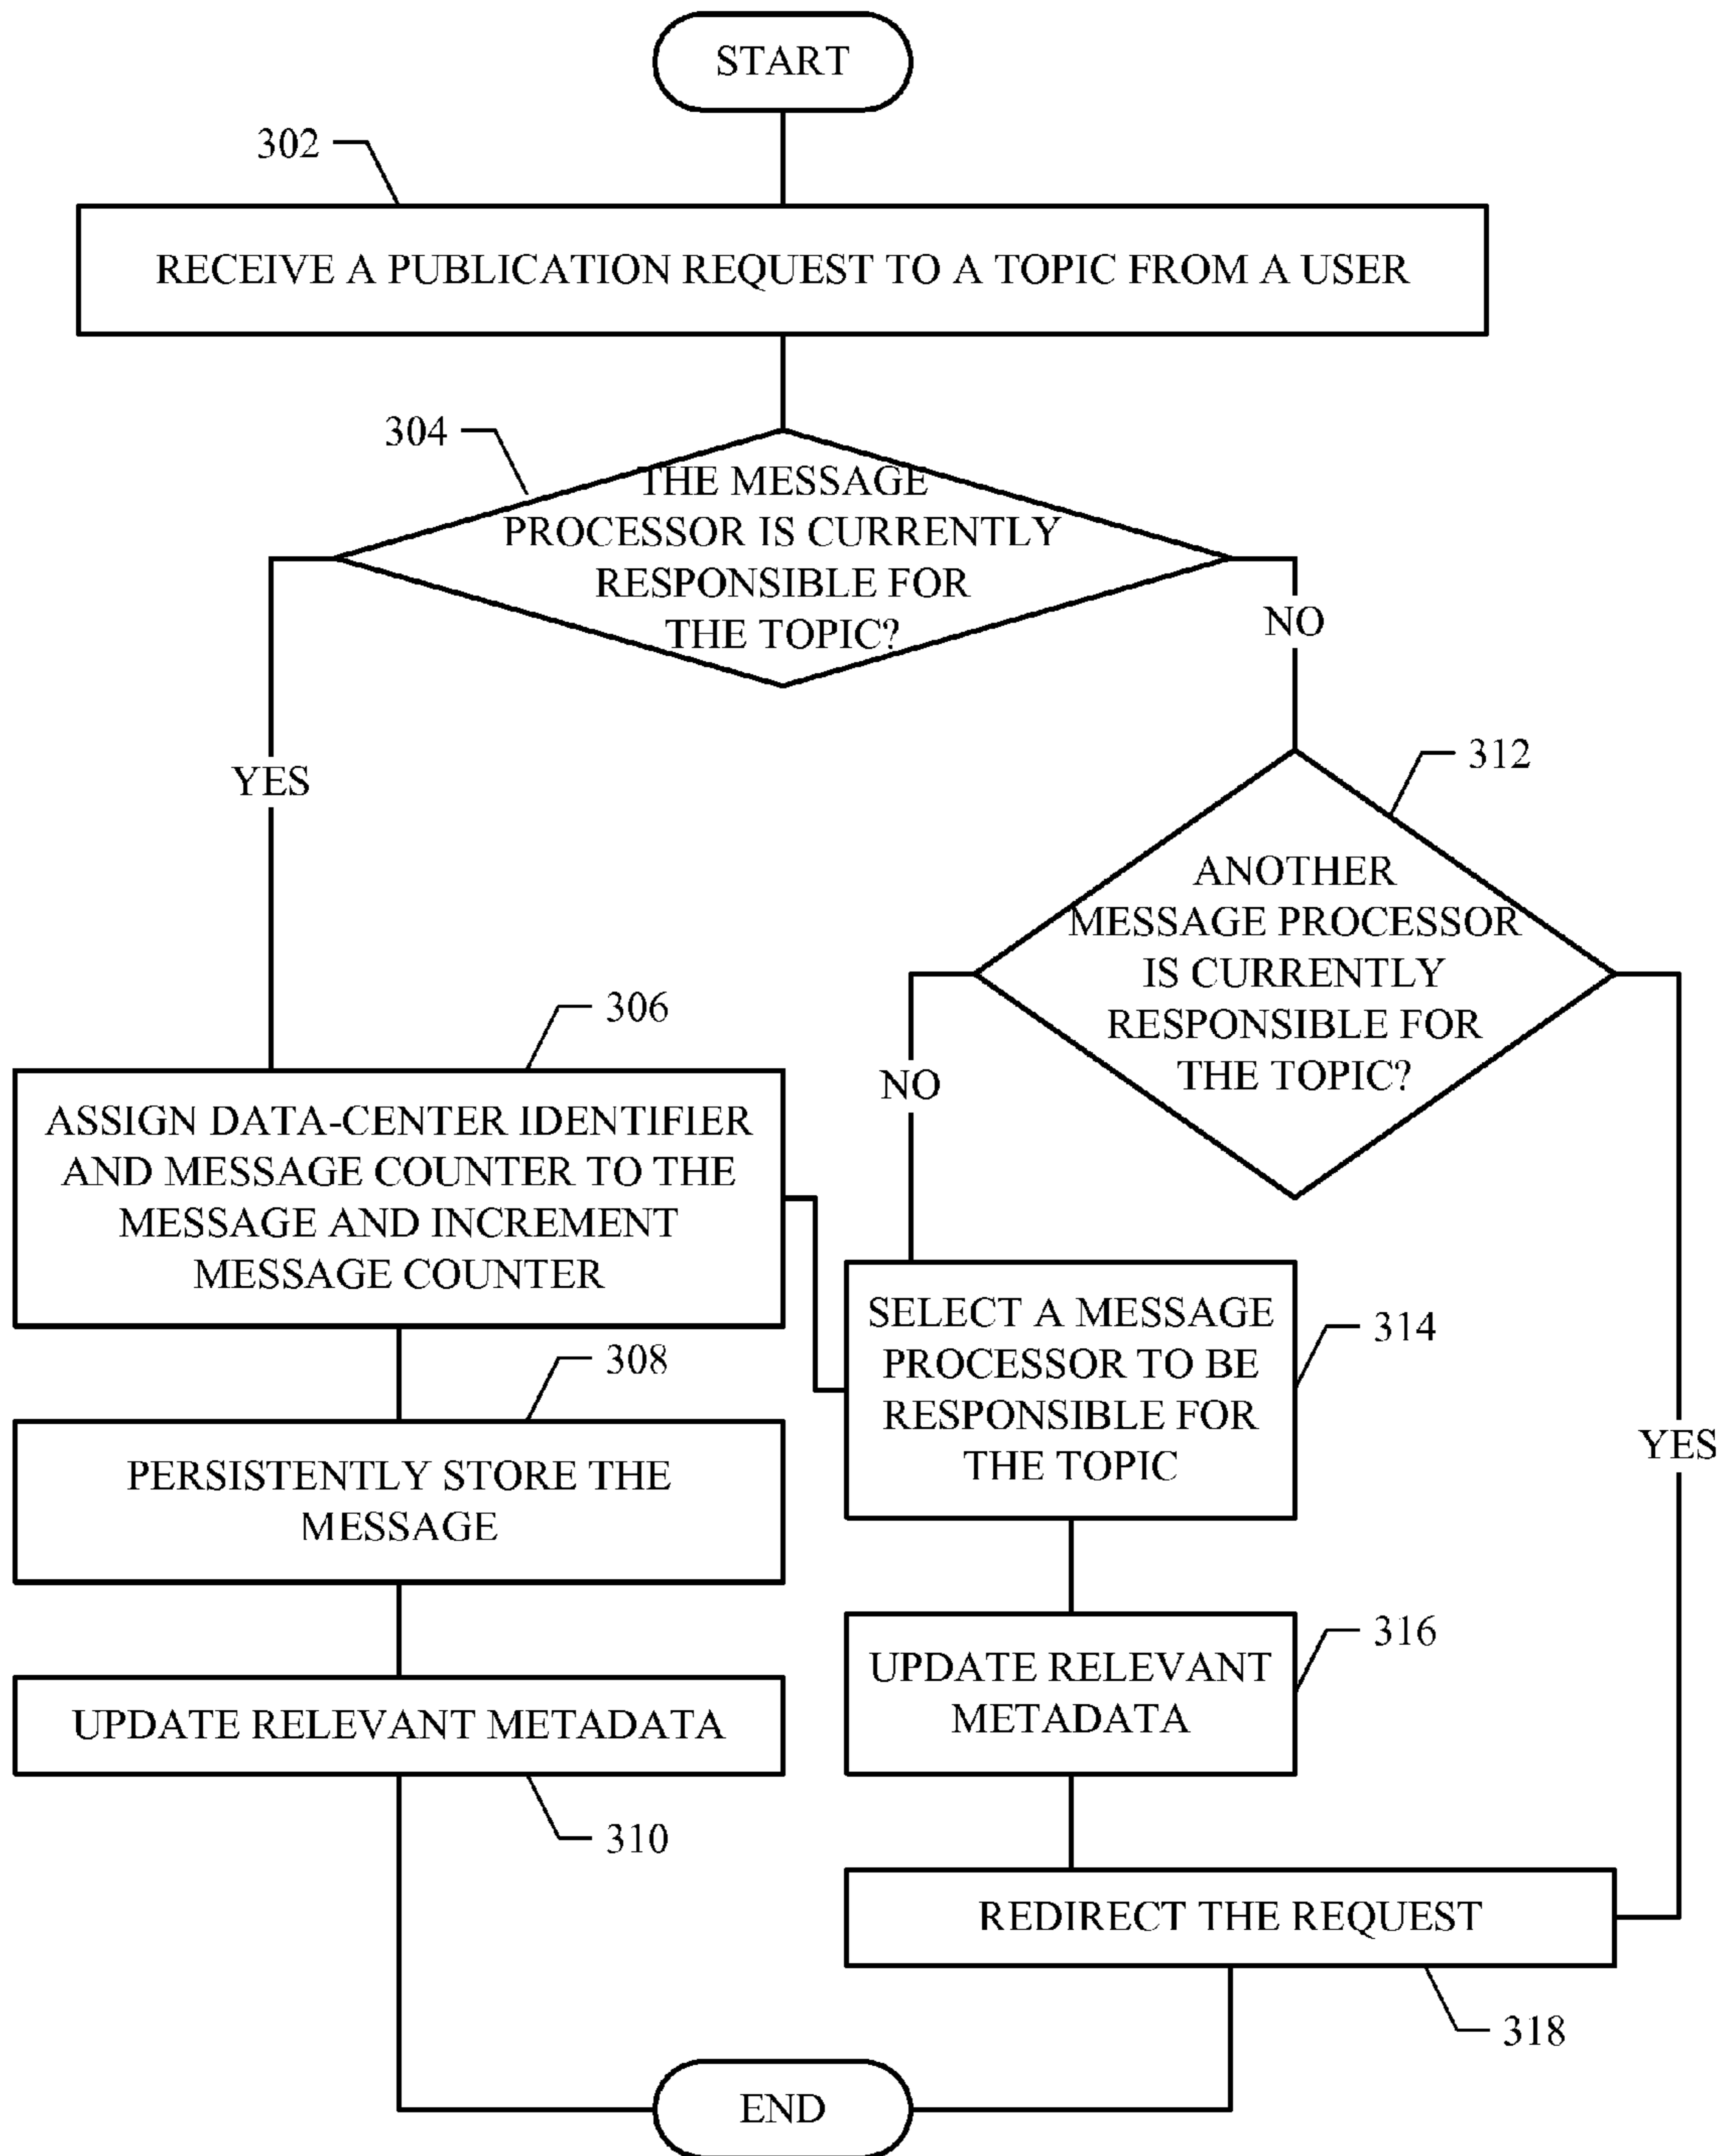 START
302
RECEIVE A PUBLICATION REQUEST TO A TOPIC FROM A USER
304
THE MESSAGE
PROCESSOR IS CURRENTLY
RESPONSIBLE FOR
THE TOPIC?
NO
YES
312
ANOTHER
MESSAGE PROCESSOR
IS CURRENTLY
RESPONSIBLE FOR
THE TOPIC?
NO
YES
306
ASSIGN DATA-CENTER IDENTIFIER
AND MESSAGE COUNTER TO THE
MESSAGE AND INCREMENT
MESSAGE COUNTER
314
SELECT A MESSAGE
PROCESSOR TO BE
RESPONSIBLE FOR
THE TOPIC
308
PERSISTENTLY STORE THE
MESSAGE
316
UPDATE RELEVANT
METADATA
UPDATE RELEVANT METADATA
310
REDIRECT THE REQUEST
318
END